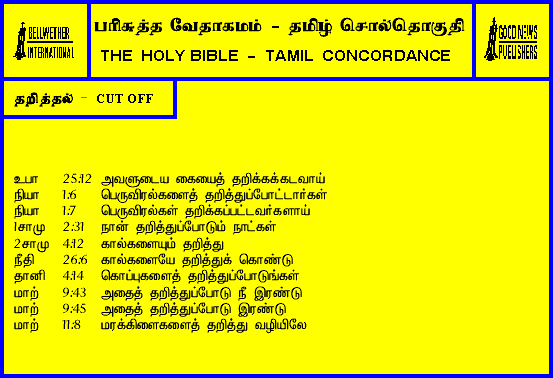 BELLWETHER
INTERNATIONAL
பரிசுத்த வேதாகமம் - தமிழ் சொல்தொகுதி
THE HOLY BIBLE - TAMIL CONCORDANCE
GOOD NEWS
PUBLISHERS
தறித்தல் - CUT OFF
உபா 25:12 அவளுடைய கையைத் தறிக்கக்கடவாய்
நியா 1:6 பெருவிரல்களைத் தறித்துப்போட்டார்கள்
நியா 1:7 பெருவிரல்கள் தறிக்கப்பட்டவர்களாய்
1சாமு 2:31 நான் தறித்துப்போடும் நாட்கள்
2சாமு 4:12 கால்களையும் தறித்து
நீதி 26:6 கால்களையே தறித்துக் கொண்டு
தானி 4:14 கொப்புகளைத் தறித்துப்போடுங்கள்
மாற் 9:43 அதைத் தறித்துப்போடு நீ இரண்டு
மாற் 9:45 அதைத் தறித்துப்போடு இரண்டு
மாற் 11:8 மரக்கிளைகளைத் தறித்து வழியிலே